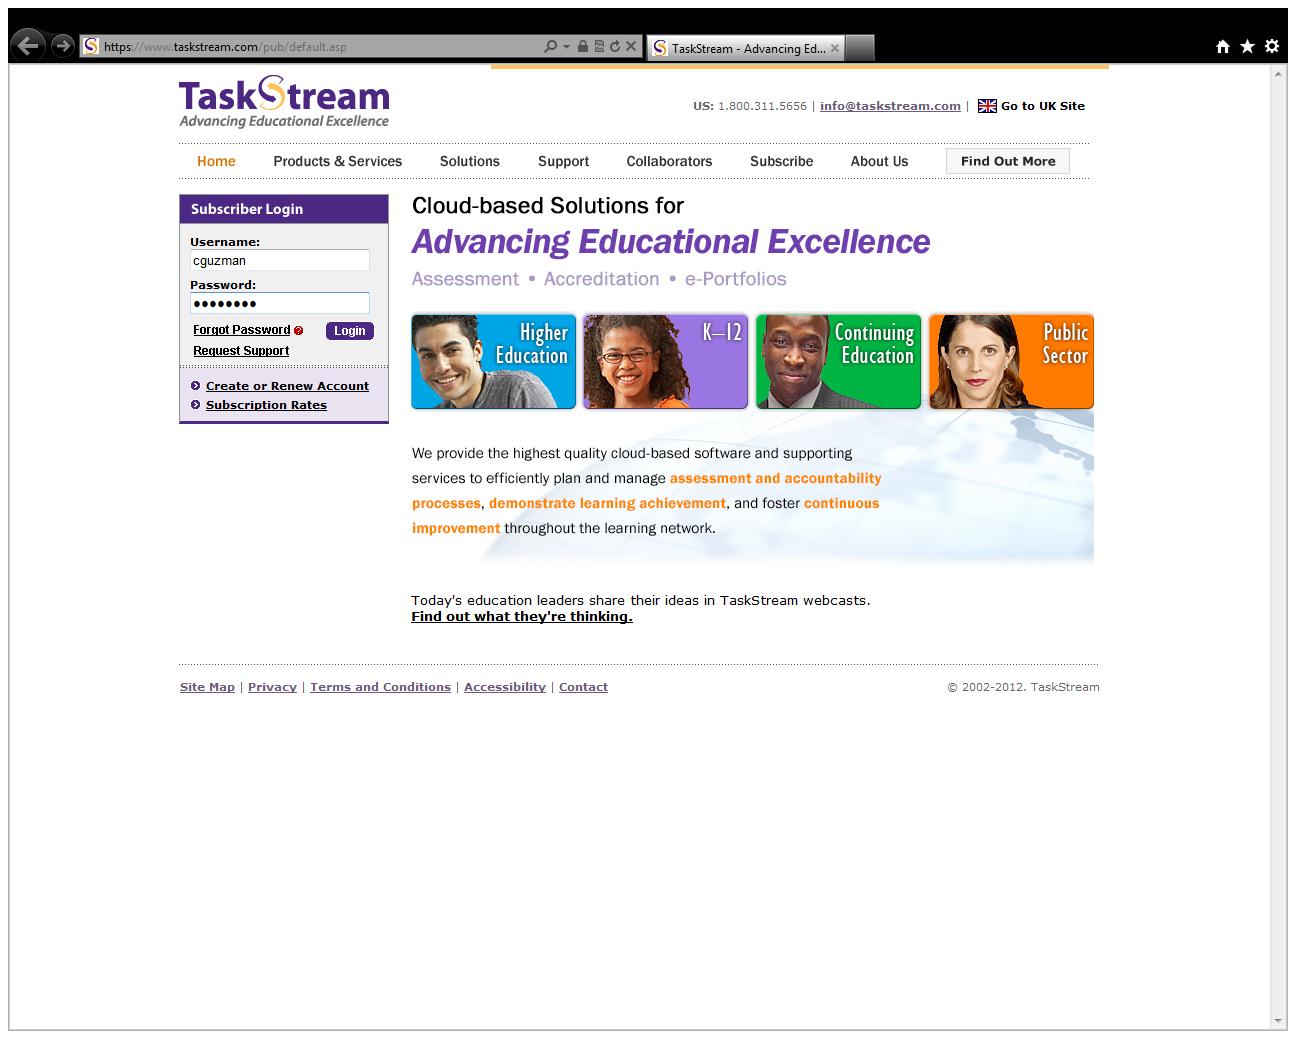 https://www.taskstream.com/pub/default.asp
TaskStream - Advancing Ed...
TaskStream
Advancing Educational Excellence
US: 1.800.311.5656 | info@taskstream.com | Go to UK Site
Home Products & Services Solutions Support Collaborators Subscribe About Us Find Out More
Subscriber Login
Username:
cguzman
Password:
●●●●●●●●
Forgot Password ? Login
Request Support
Create or Renew Account
Subscription Rates
Cloud-based Solutions for
Advancing Educational Excellence
Assessment • Accreditation • e-Portfolios
Higher
Education
K–12
Continuing
Education
Public
Sector
We provide the highest quality cloud-based software and supporting
services to efficiently plan and manage assessment and accountability
processes, demonstrate learning achievement, and foster continuous
improvement throughout the learning network.
Today's education leaders share their ideas in TaskStream webcasts.
Find out what they're thinking.
Site Map | Privacy | Terms and Conditions | Accessibility | Contact
© 2002-2012. TaskStream